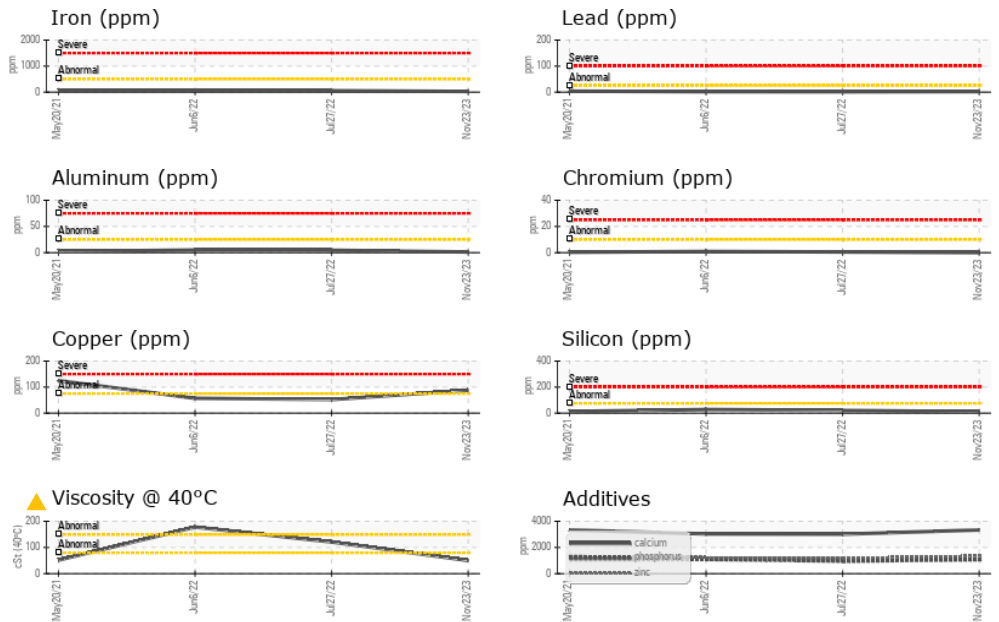 Iron (ppm)
2000
1000
0
ppm
Severe
Abnormal
May20/21
Jun6/22
Jul27/22
Nov23/23
Lead (ppm)
200
100
0
ppm
Severe
Abnormal
May20/21
Jun6/22
Jul27/22
Nov23/23
Aluminum (ppm)
100
50
0
ppm
Severe
Abnormal
May20/21
Jun6/22
Jul27/22
Nov23/23
Chromium (ppm)
40
20
0
ppm
Severe
Abnormal
May20/21
Jun6/22
Jul27/22
Nov23/23
Copper (ppm)
200
100
0
ppm
Severe
Abnormal
May20/21
Jun6/22
Jul27/22
Nov23/23
Silicon (ppm)
400
200
0
ppm
Severe
Abnormal
May20/21
Jun6/22
Jul27/22
Nov23/23
Viscosity @ 40°C
200
100
0
cSt (40°C)
Abnormal
Abnormal
May20/21
Jun6/22
Jul27/22
Nov23/23
Additives
4000
2000
0
ppm
calcium
phosphorus
zinc
May20/21
Jun6/22
Jul27/22
Nov23/23